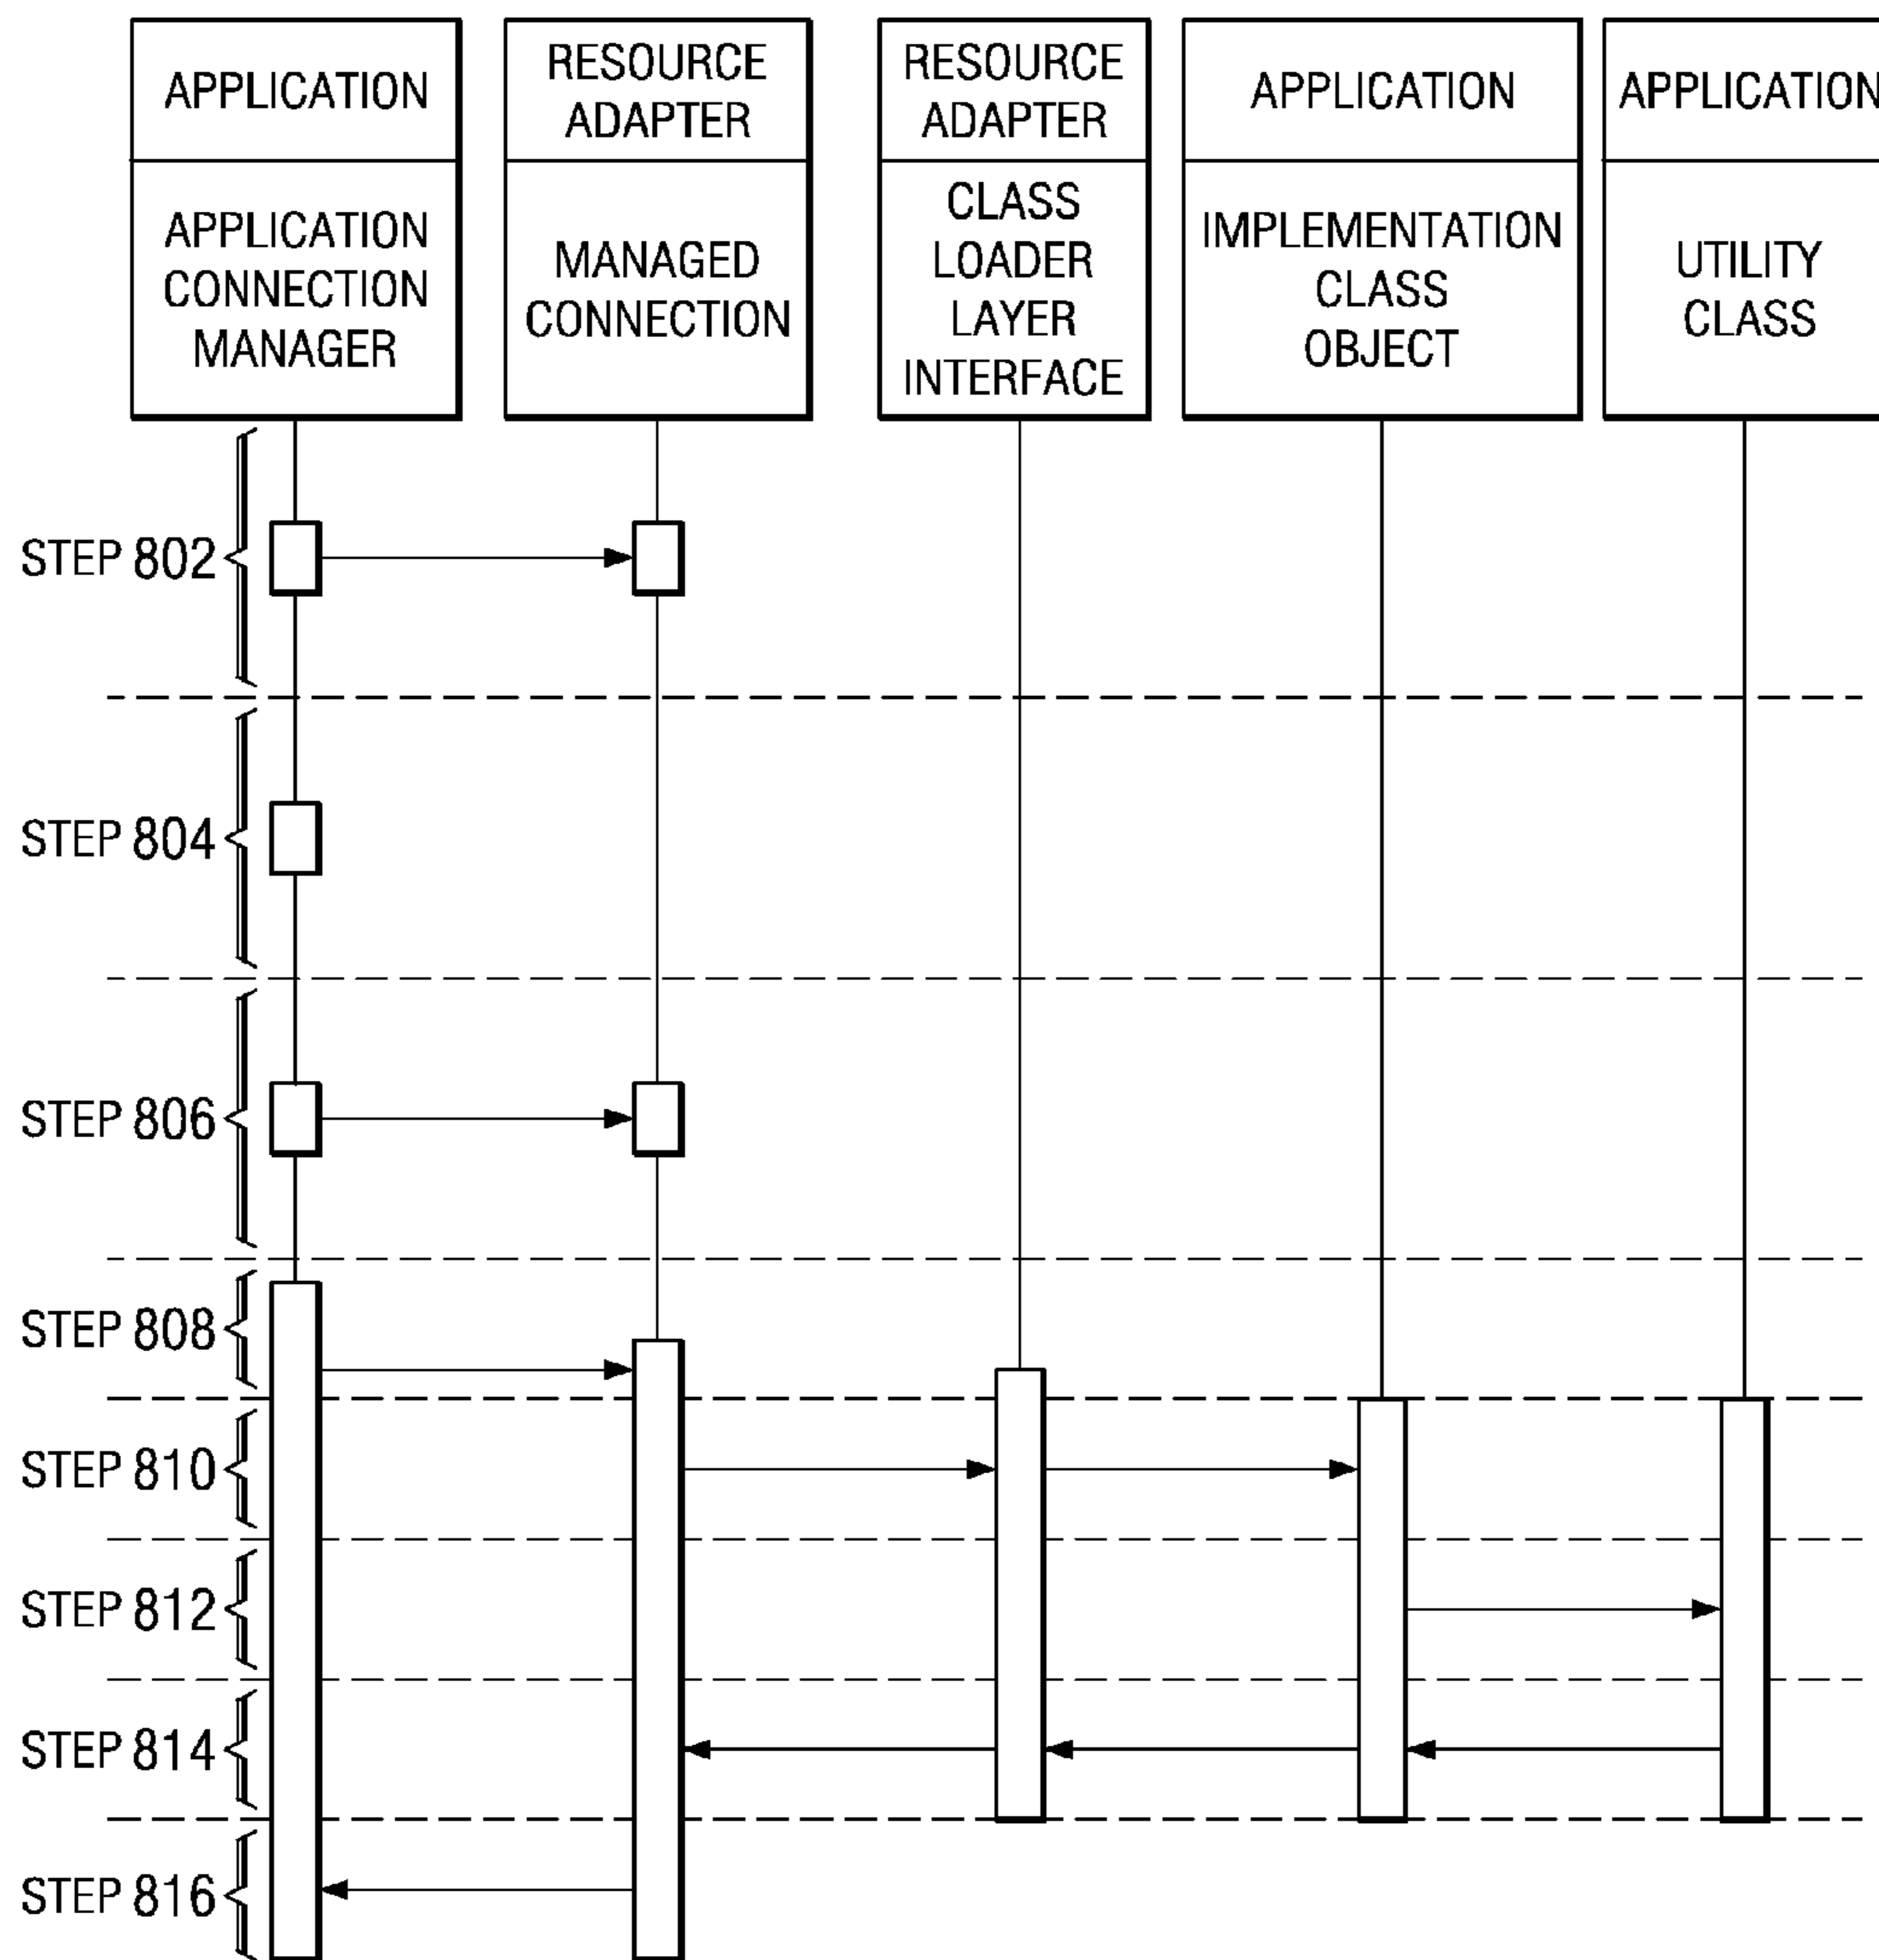 APPLICATION
APPLICATION
CONNECTION
MANAGER
RESOURCE
ADAPTER
MANAGED
CONNECTION
RESOURCE
ADAPTER
CLASS
LOADER
LAYER
INTERFACE
APPLICATION
IMPLEMENTATION
CLASS
OBJECT
APPLICATION
UTILITY
CLASS
STEP 802
STEP 804
STEP 806
STEP 808
STEP 810
STEP 812
STEP 814
STEP 816